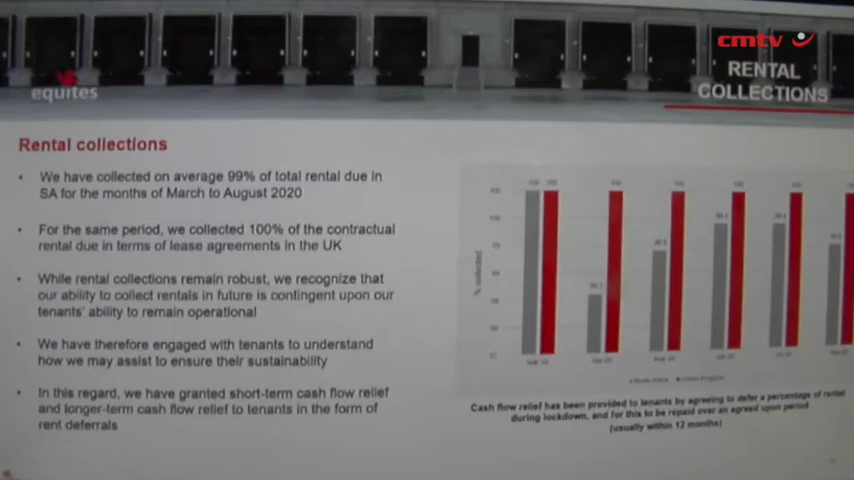 cmtv
RENTAL
COLLECTIONS
equites
Rental collections
• We have collected on average 99% of total rental due in
SA for the months of March to August 2020
• For the same period, we collected 100% of the contractual
rental due in terms of lease agreements in the UK
• While rental collections remain robust, we recognize that
our ability to collect rentals in future is contingent upon our
tenants' ability to remain operational
• We have therefore engaged with tenants to understand
how we may assist to ensure their sustainability
• In this regard, we have granted short-term cash flow relief
and longer-term cash flow relief to tenants in the form of
rent deferrals
% collected
South Africa United Kingdom
Cash flow relief has been provided to tenants by agreeing to defer a percentage of rental
during lockdown, and for this to be repaid over an agreed upon period
(usually within 12 months)